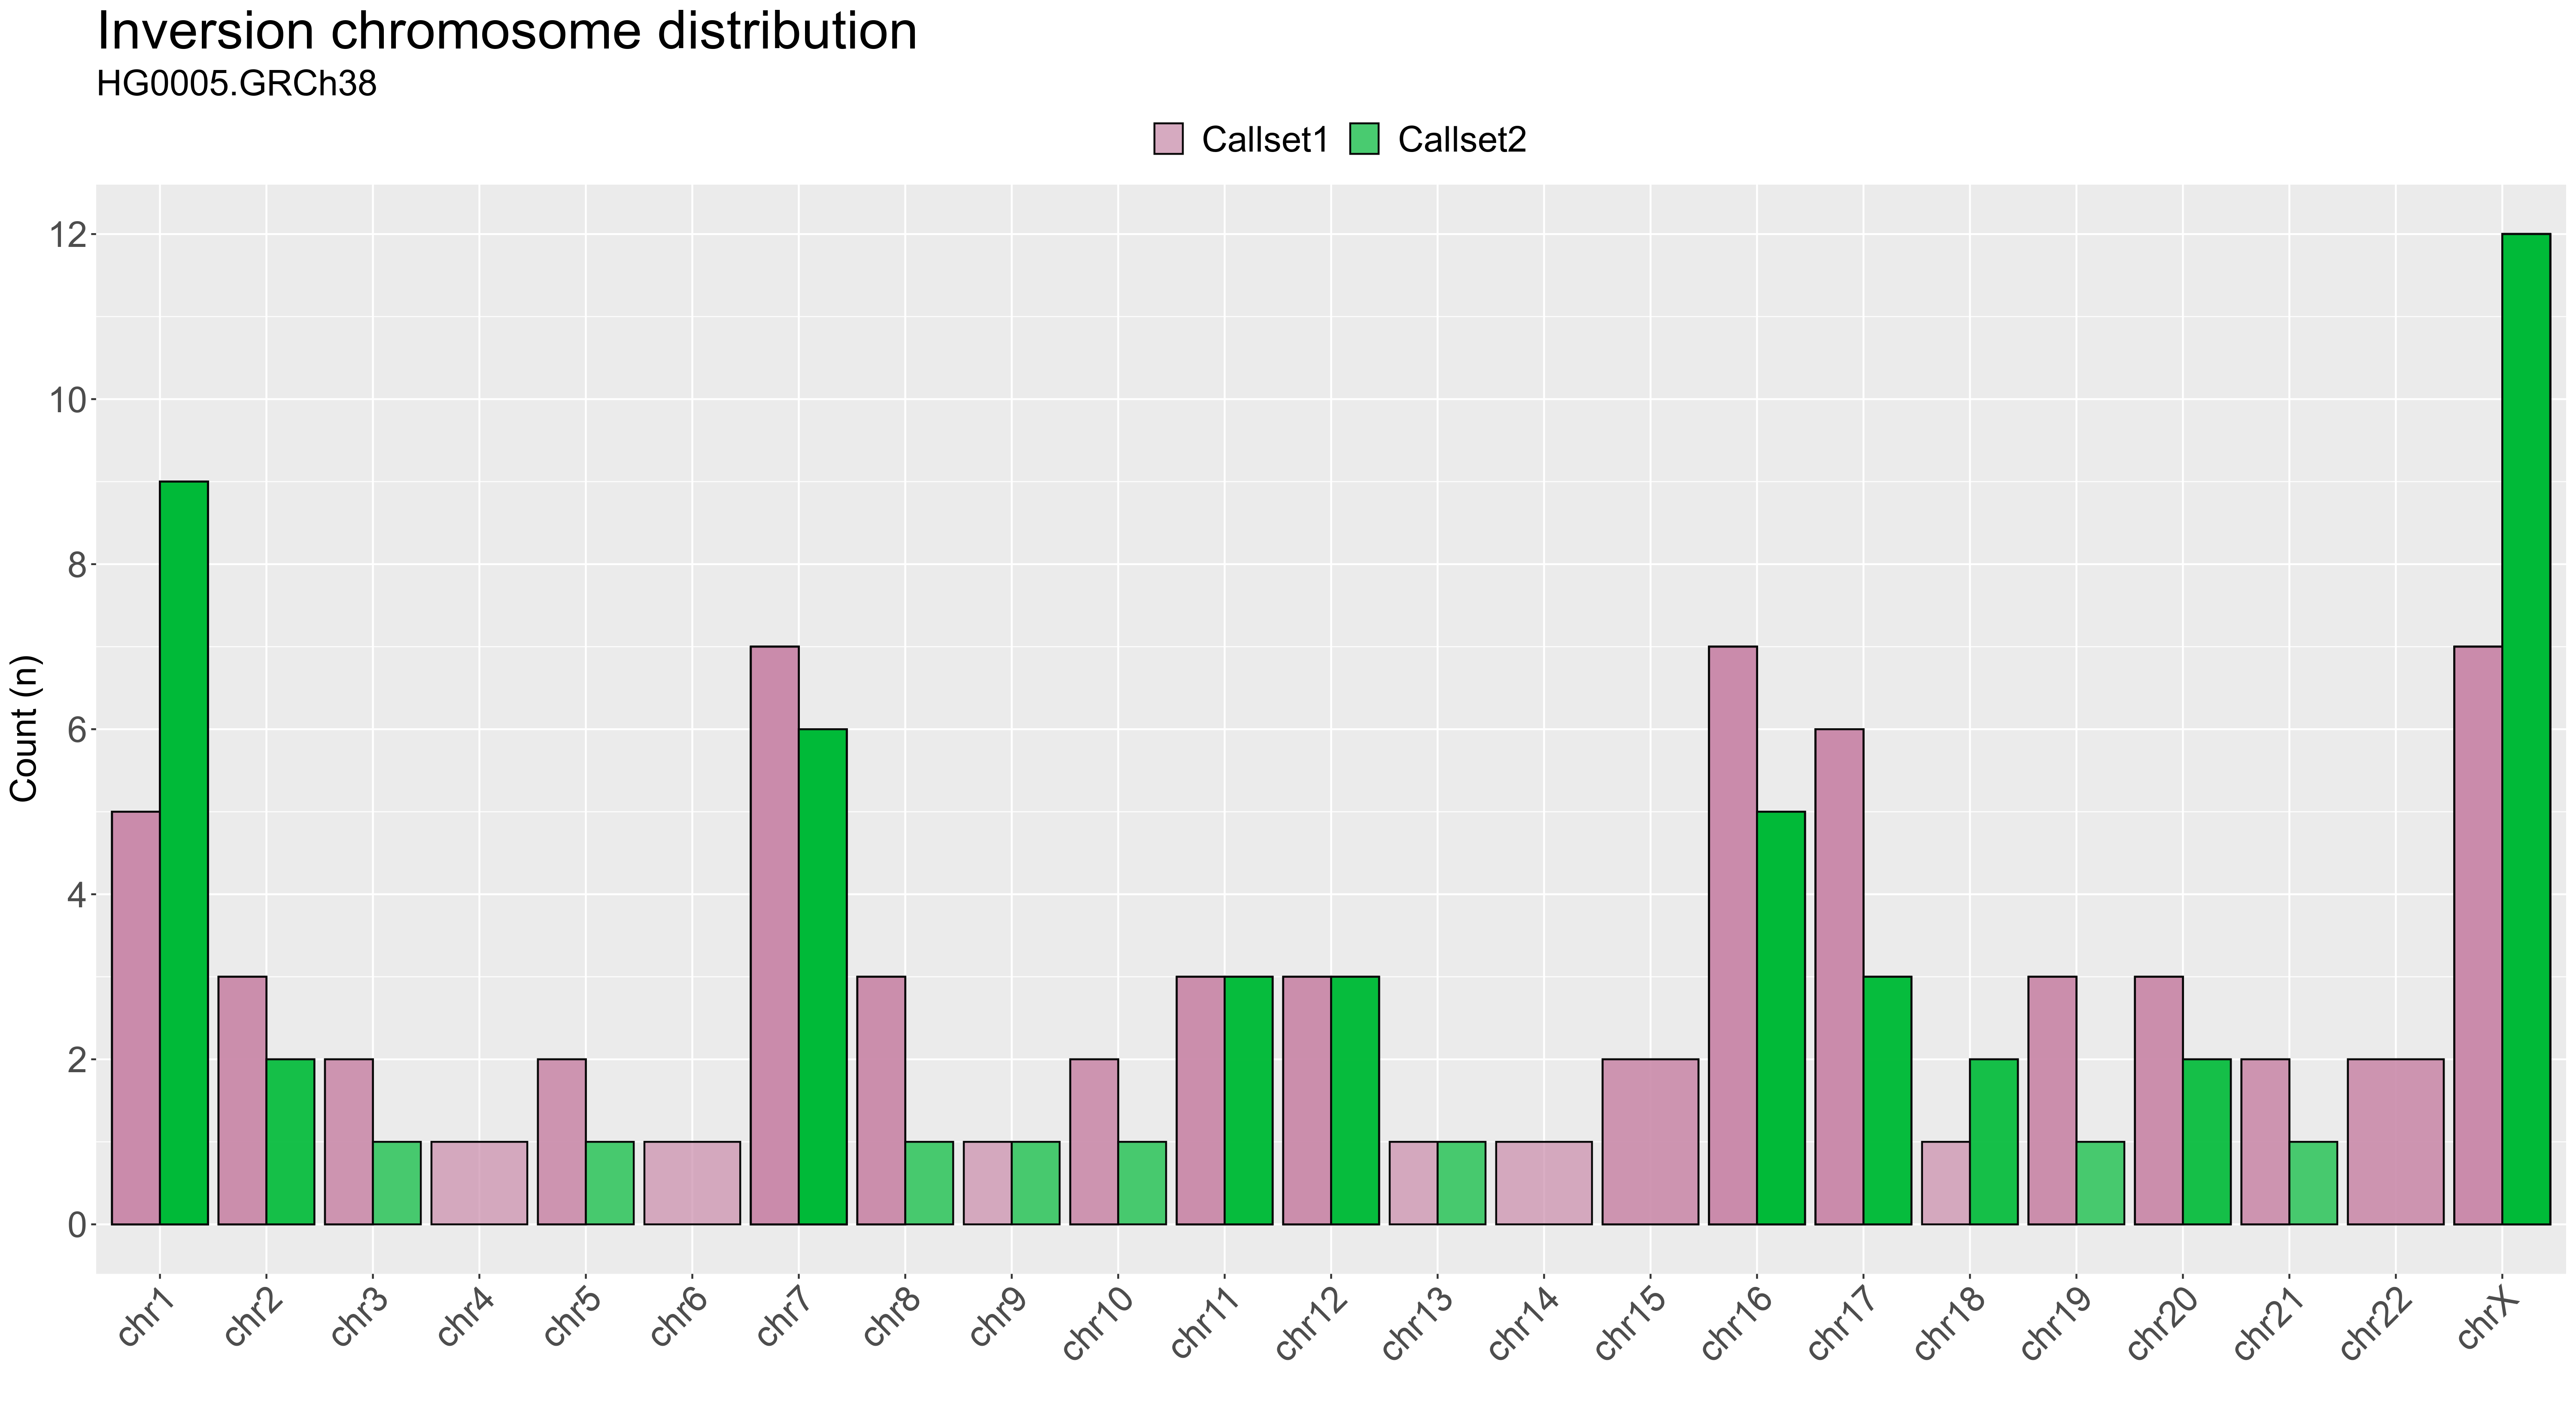 Inversion chromosome distribution
HG0005.GRCh38
Callset1 Callset2
Count (n)
12
10
8
6
4
2
0
chr1 chr2 chr3 chr4 chr5 chr6 chr7 chr8 chr9 chr10 chr11 chr12 chr13 chr14 chr15 chr16 chr17 chr18 chr19 chr20 chr21 chr22 chrX